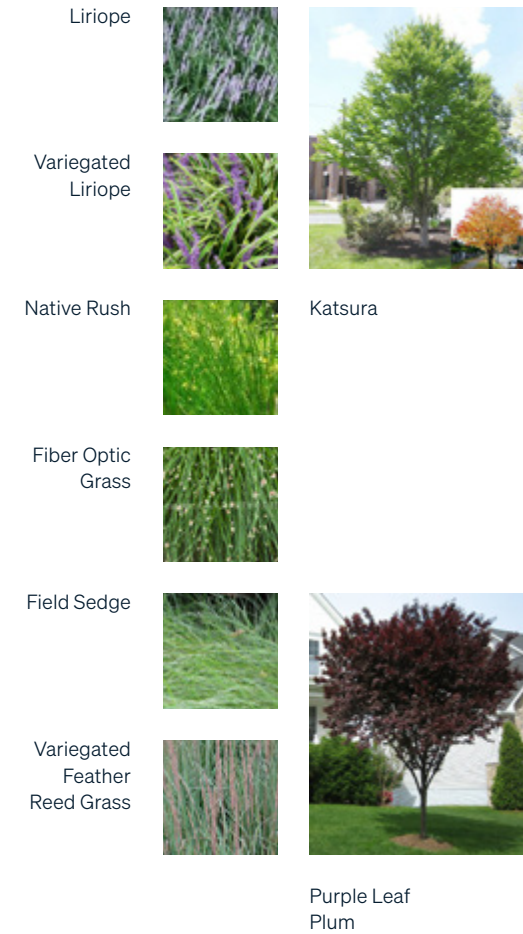 Liriope
Variegated
Liriope
Native Rush
Katsura
Fiber Optic
Grass
Field Sedge
Variegated
Feather
Reed Grass
Purple Leaf
Plum